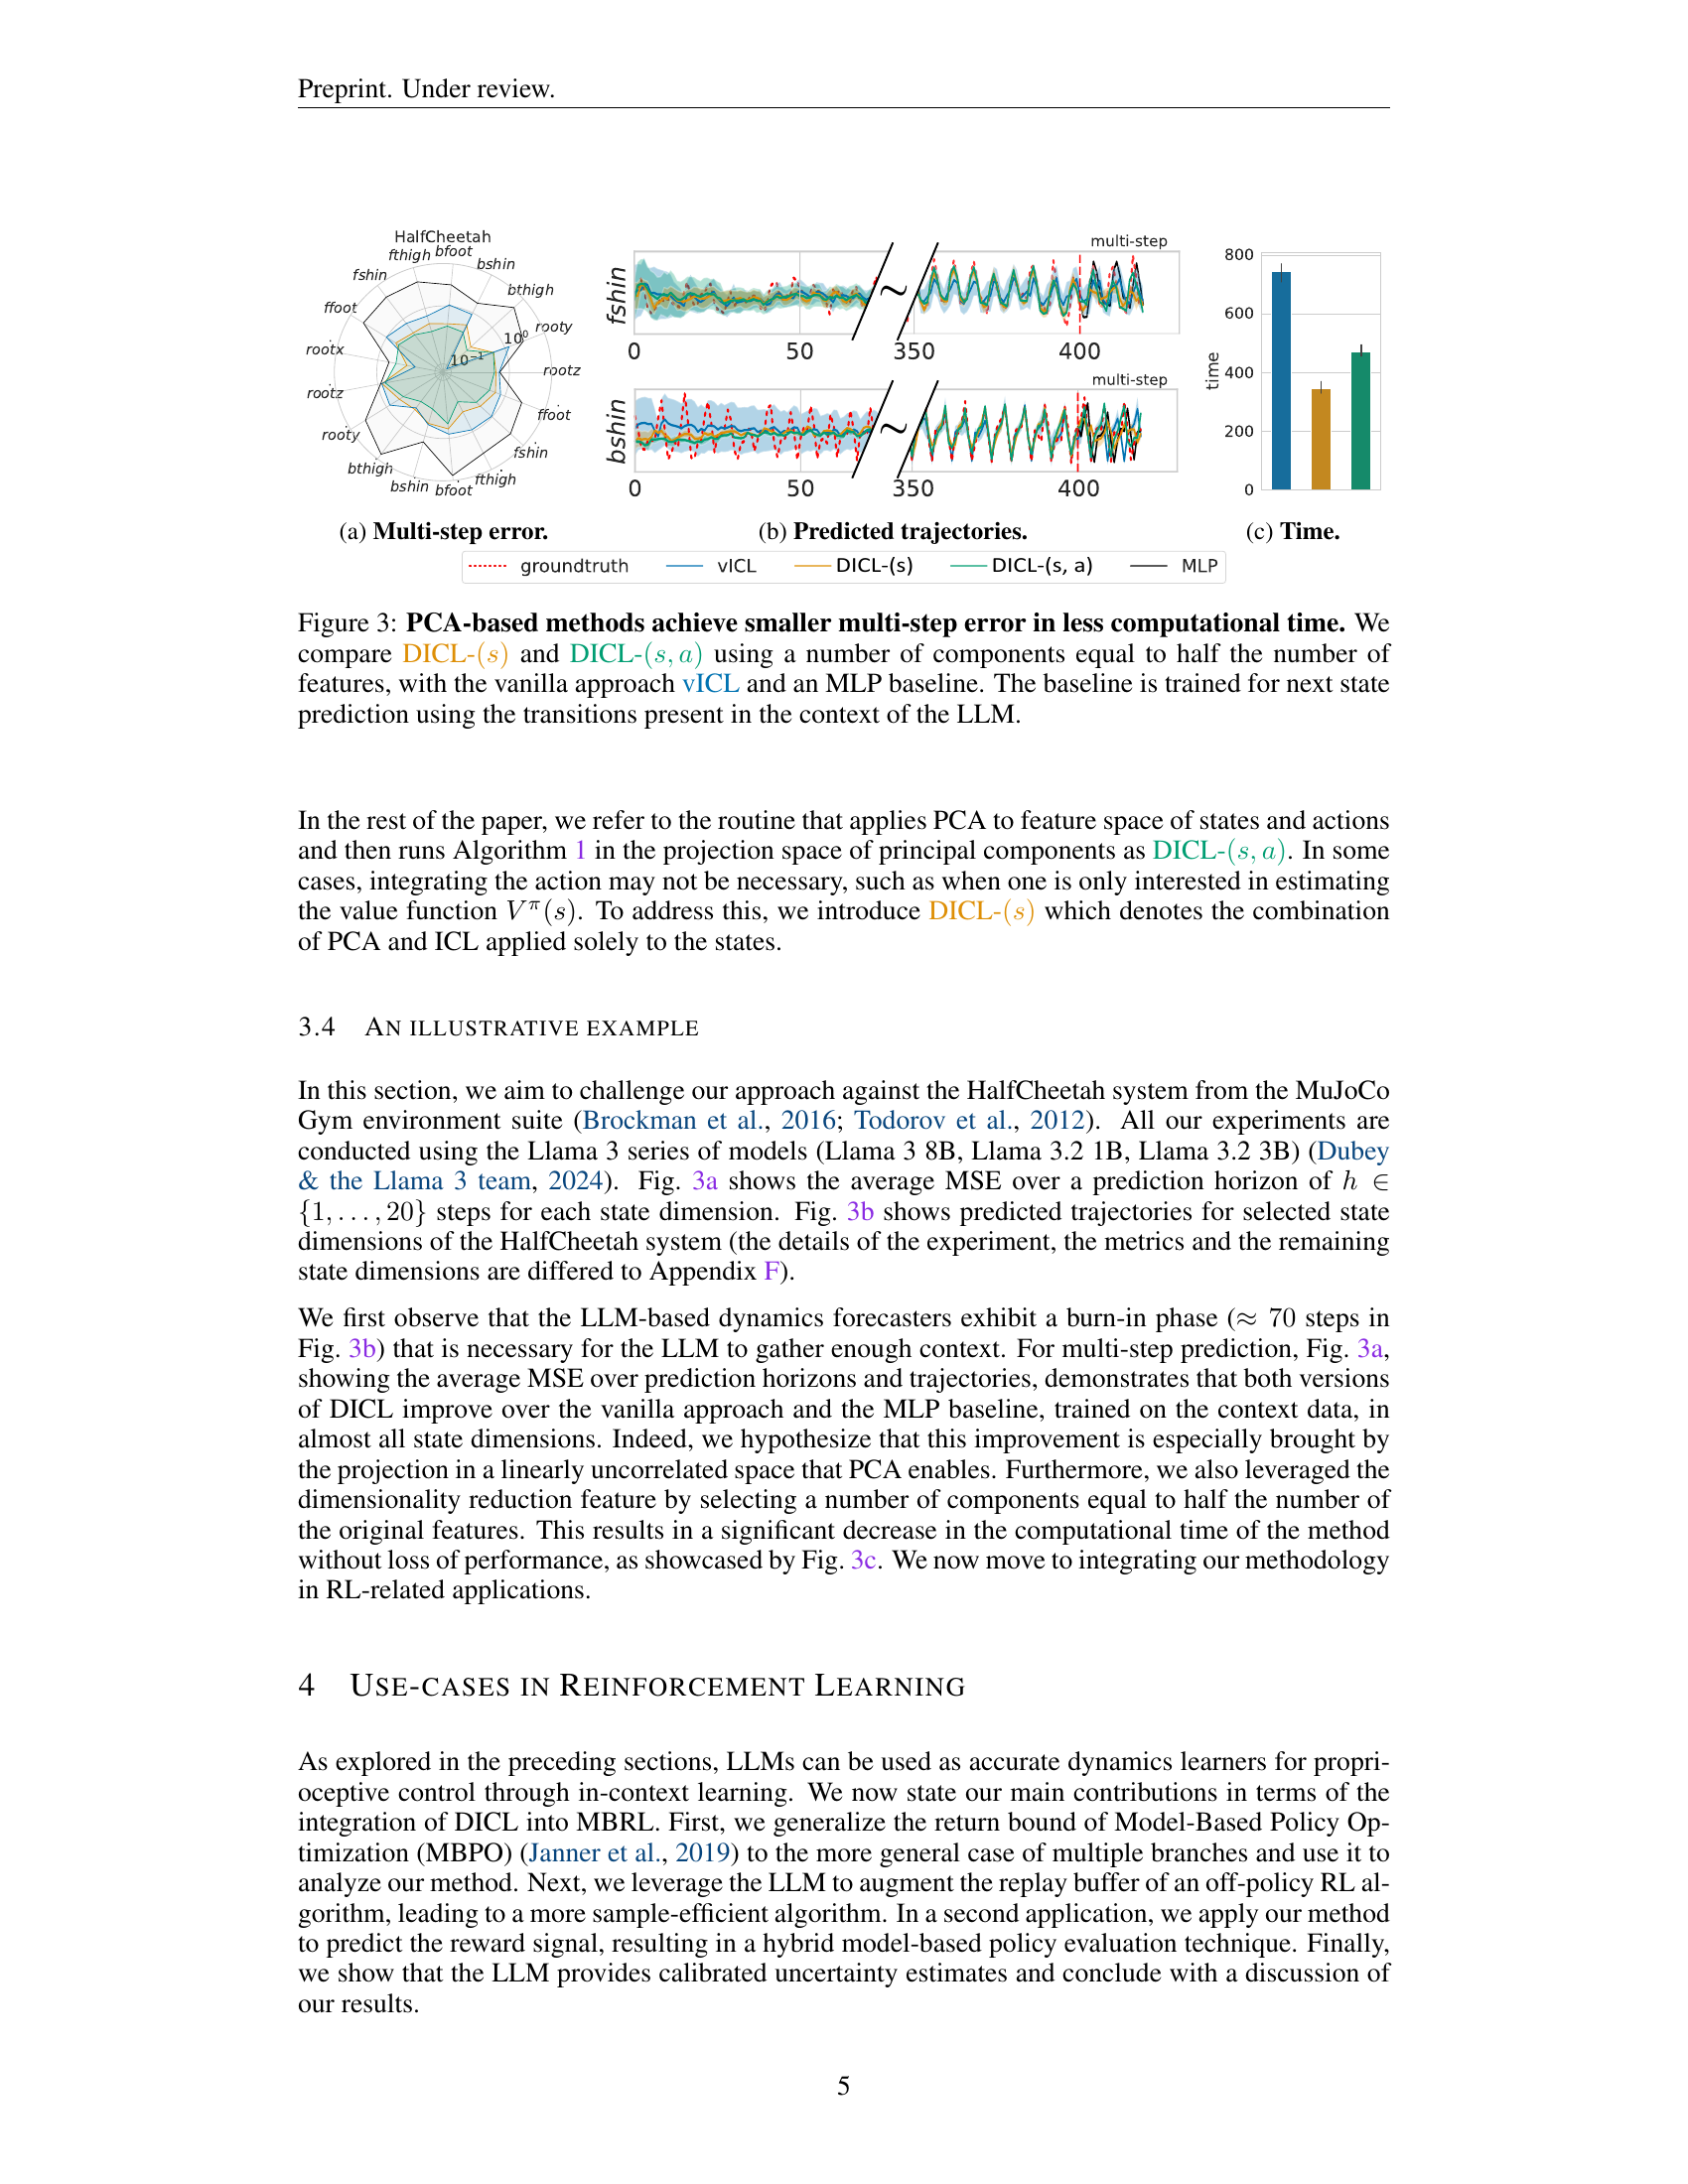 Preprint. Under review.
HalfCheetah
fthigh
bfoot
bshin
fshin
bthigh
ffoot
rooty
10⁰
rootx
10⁻¹
rootz
rootz
ffoot
rooty
fshin
bthigh
fthigh
bshin
bfoot
multi-step
fshin
~
0
50
350
400
multi-step
bshin
~
0
50
350
400
time
800
600
400
200
0
(a) Multi-step error.
(b) Predicted trajectories.
(c) Time.
groundtruth vICL DICL-(s) DICL-(s, a) MLP
Figure 3: PCA-based methods achieve smaller multi-step error in less computational time. We
compare DICL-(s) and DICL-(s, a) using a number of components equal to half the number of
features, with the vanilla approach vICL and an MLP baseline. The baseline is trained for next state
prediction using the transitions present in the context of the LLM.
In the rest of the paper, we refer to the routine that applies PCA to feature space of states and actions
and then runs Algorithm 1 in the projection space of principal components as DICL-(s, a). In some
cases, integrating the action may not be necessary, such as when one is only interested in estimating
the value function V^π(s). To address this, we introduce DICL-(s) which denotes the combination
of PCA and ICL applied solely to the states.
3.4 AN ILLUSTRATIVE EXAMPLE
In this section, we aim to challenge our approach against the HalfCheetah system from the MuJoCo
Gym environment suite (Brockman et al., 2016; Todorov et al., 2012). All our experiments are
conducted using the Llama 3 series of models (Llama 3 8B, Llama 3.2 1B, Llama 3.2 3B) (Dubey
& the Llama 3 team, 2024). Fig. 3a shows the average MSE over a prediction horizon of h ∈
{1, . . . , 20} steps for each state dimension. Fig. 3b shows predicted trajectories for selected state
dimensions of the HalfCheetah system (the details of the experiment, the metrics and the remaining
state dimensions are differed to Appendix F).
We first observe that the LLM-based dynamics forecasters exhibit a burn-in phase (≈ 70 steps in
Fig. 3b) that is necessary for the LLM to gather enough context. For multi-step prediction, Fig. 3a,
showing the average MSE over prediction horizons and trajectories, demonstrates that both versions
of DICL improve over the vanilla approach and the MLP baseline, trained on the context data, in
almost all state dimensions. Indeed, we hypothesize that this improvement is especially brought by
the projection in a linearly uncorrelated space that PCA enables. Furthermore, we also leveraged the
dimensionality reduction feature by selecting a number of components equal to half the number of
the original features. This results in a significant decrease in the computational time of the method
without loss of performance, as showcased by Fig. 3c. We now move to integrating our methodology
in RL-related applications.
4 USE-CASES IN REINFORCEMENT LEARNING
As explored in the preceding sections, LLMs can be used as accurate dynamics learners for propri-
oceptive control through in-context learning. We now state our main contributions in terms of the
integration of DICL into MBRL. First, we generalize the return bound of Model-Based Policy Op-
timization (MBPO) (Janner et al., 2019) to the more general case of multiple branches and use it to
analyze our method. Next, we leverage the LLM to augment the replay buffer of an off-policy RL al-
gorithm, leading to a more sample-efficient algorithm. In a second application, we apply our method
to predict the reward signal, resulting in a hybrid model-based policy evaluation technique. Finally,
we show that the LLM provides calibrated uncertainty estimates and conclude with a discussion of
our results.
5